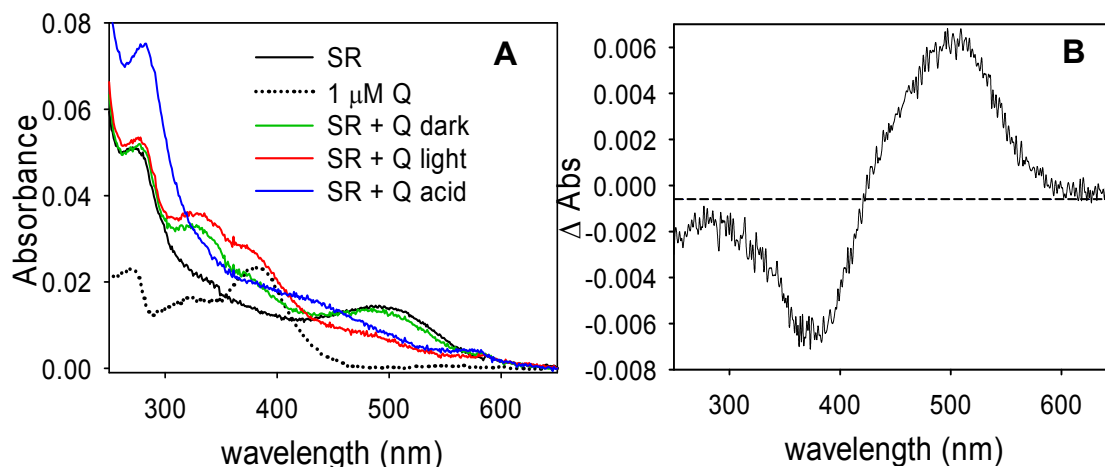 A
SR
1 μM Q
SR + Q dark
SR + Q light
SR + Q acid
Absorbance
0.08
0.06
0.04
0.02
0.00
300 400 500 600
wavelength (nm)
B
Δ Abs
0.006
0.004
0.002
0.000
-0.002
-0.004
-0.006
-0.008
300 400 500 600
wavelength (nm)